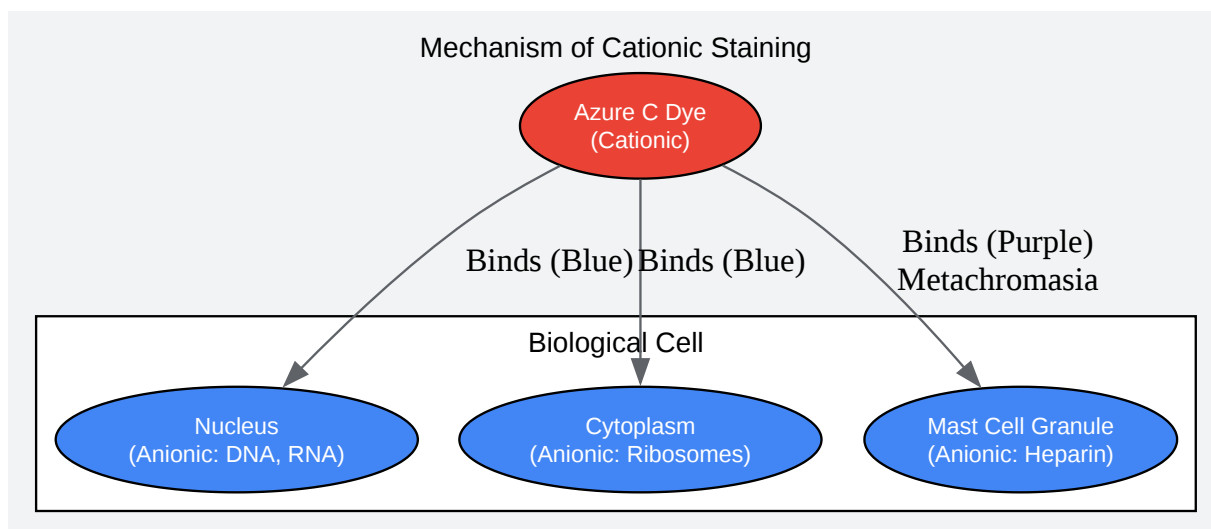 Mechanism of Cationic Staining
Azure C Dye
(Cationic)
Binds (Blue)
Binds (Blue)
Binds (Purple)
Metachromasia
Biological Cell
Nucleus
(Anionic: DNA, RNA)
Cytoplasm
(Anionic: Ribosomes)
Mast Cell Granule
(Anionic: Heparin)